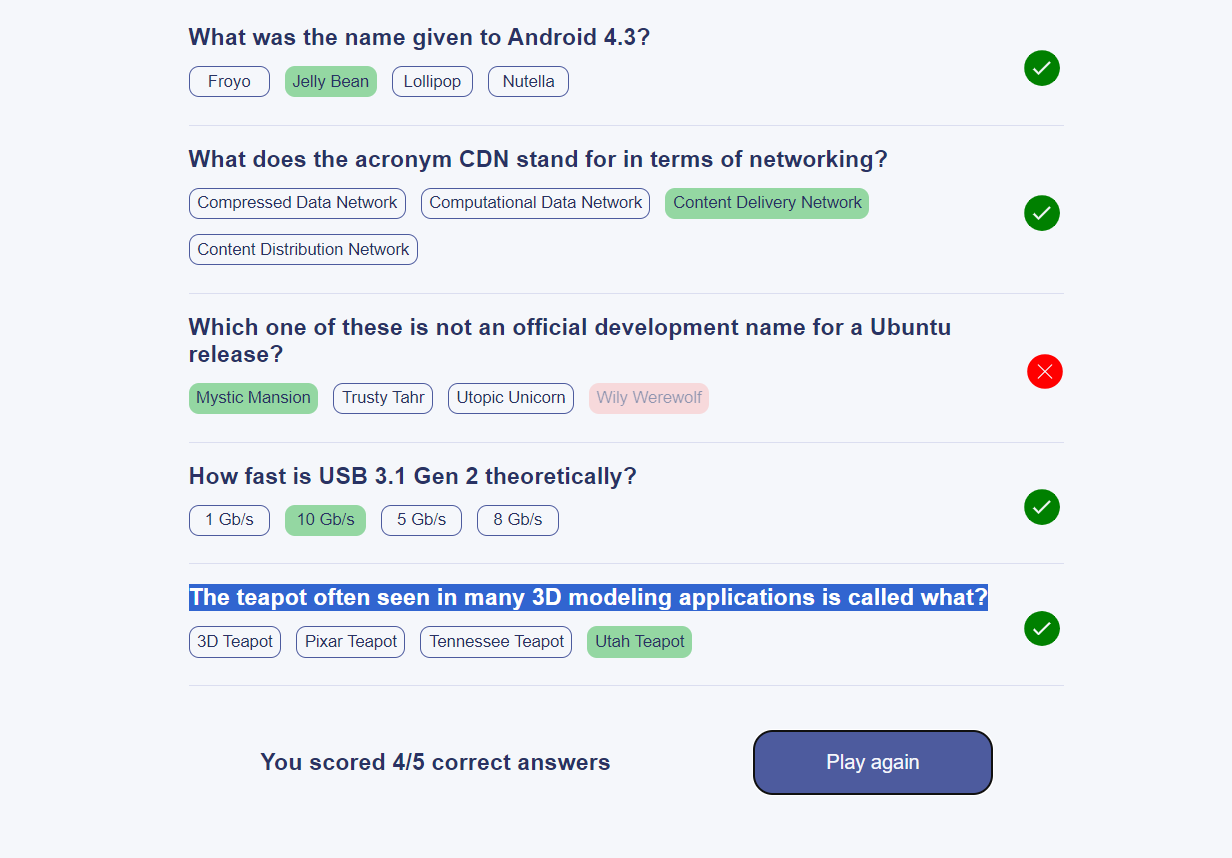 What was the name given to Android 4.3?
Froyo Jelly Bean Lollipop Nutella
What does the acronym CDN stand for in terms of networking?
Compressed Data Network Computational Data Network Content Delivery Network
Content Distribution Network
Which one of these is not an official development name for a Ubuntu
release?
Mystic Mansion Trusty Tahr Utopic Unicorn Wily Werewolf
How fast is USB 3.1 Gen 2 theoretically?
1 Gb/s 10 Gb/s 5 Gb/s 8 Gb/s
The teapot often seen in many 3D modeling applications is called what?
3D Teapot Pixar Teapot Tennessee Teapot Utah Teapot
You scored 4/5 correct answers Play again